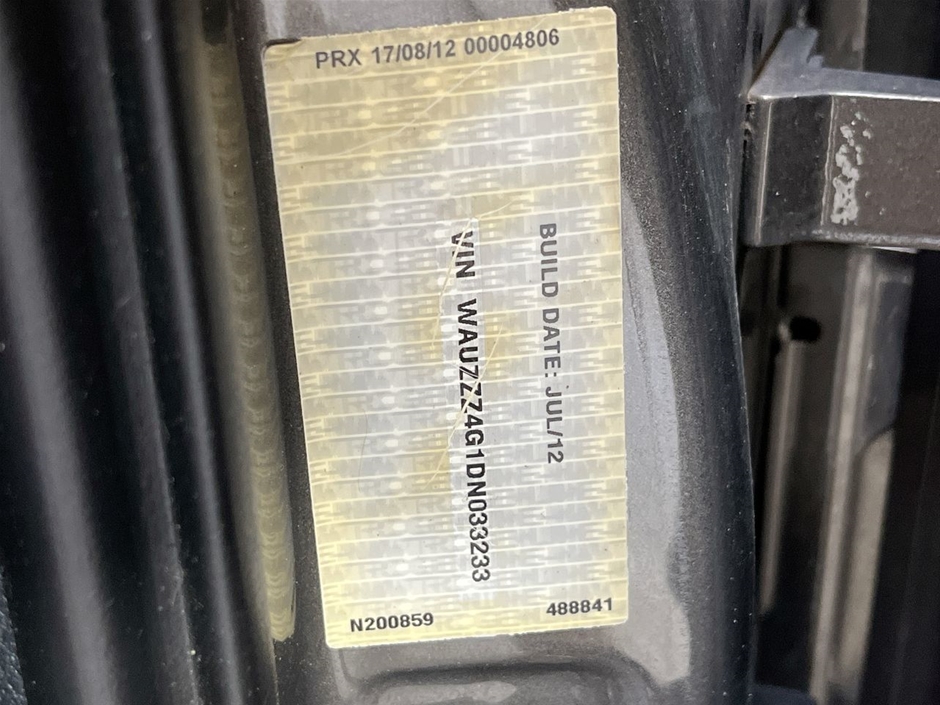 PRX 17/08/12 00004806
BUILD DATE: JUL/12
VIN WAUZZZ4G1DN033233
N200859
488841